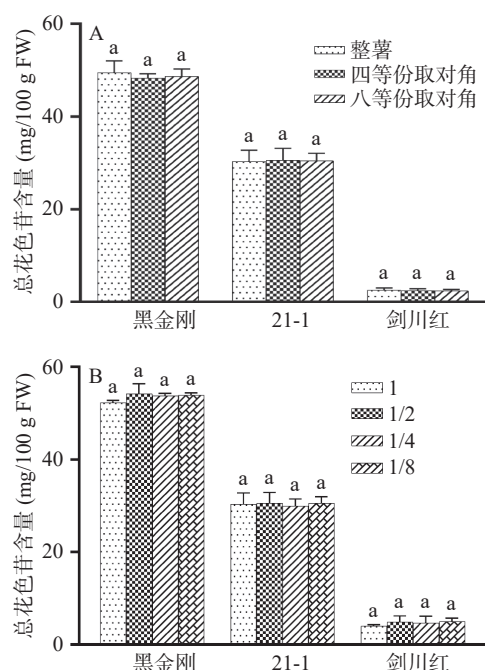 A
总花色苷含量 (mg/100 g FW)
60
40
20
0
a a a
a a a
a a a
整薯
四等份取对角
八等份取对角
黑金刚 21-1 剑川红
B
总花色苷含量 (mg/100 g FW)
60
40
20
0
a a a a
a a a a
a a a a
1
1/2
1/4
1/8
黑金刚 21-1 剑川红